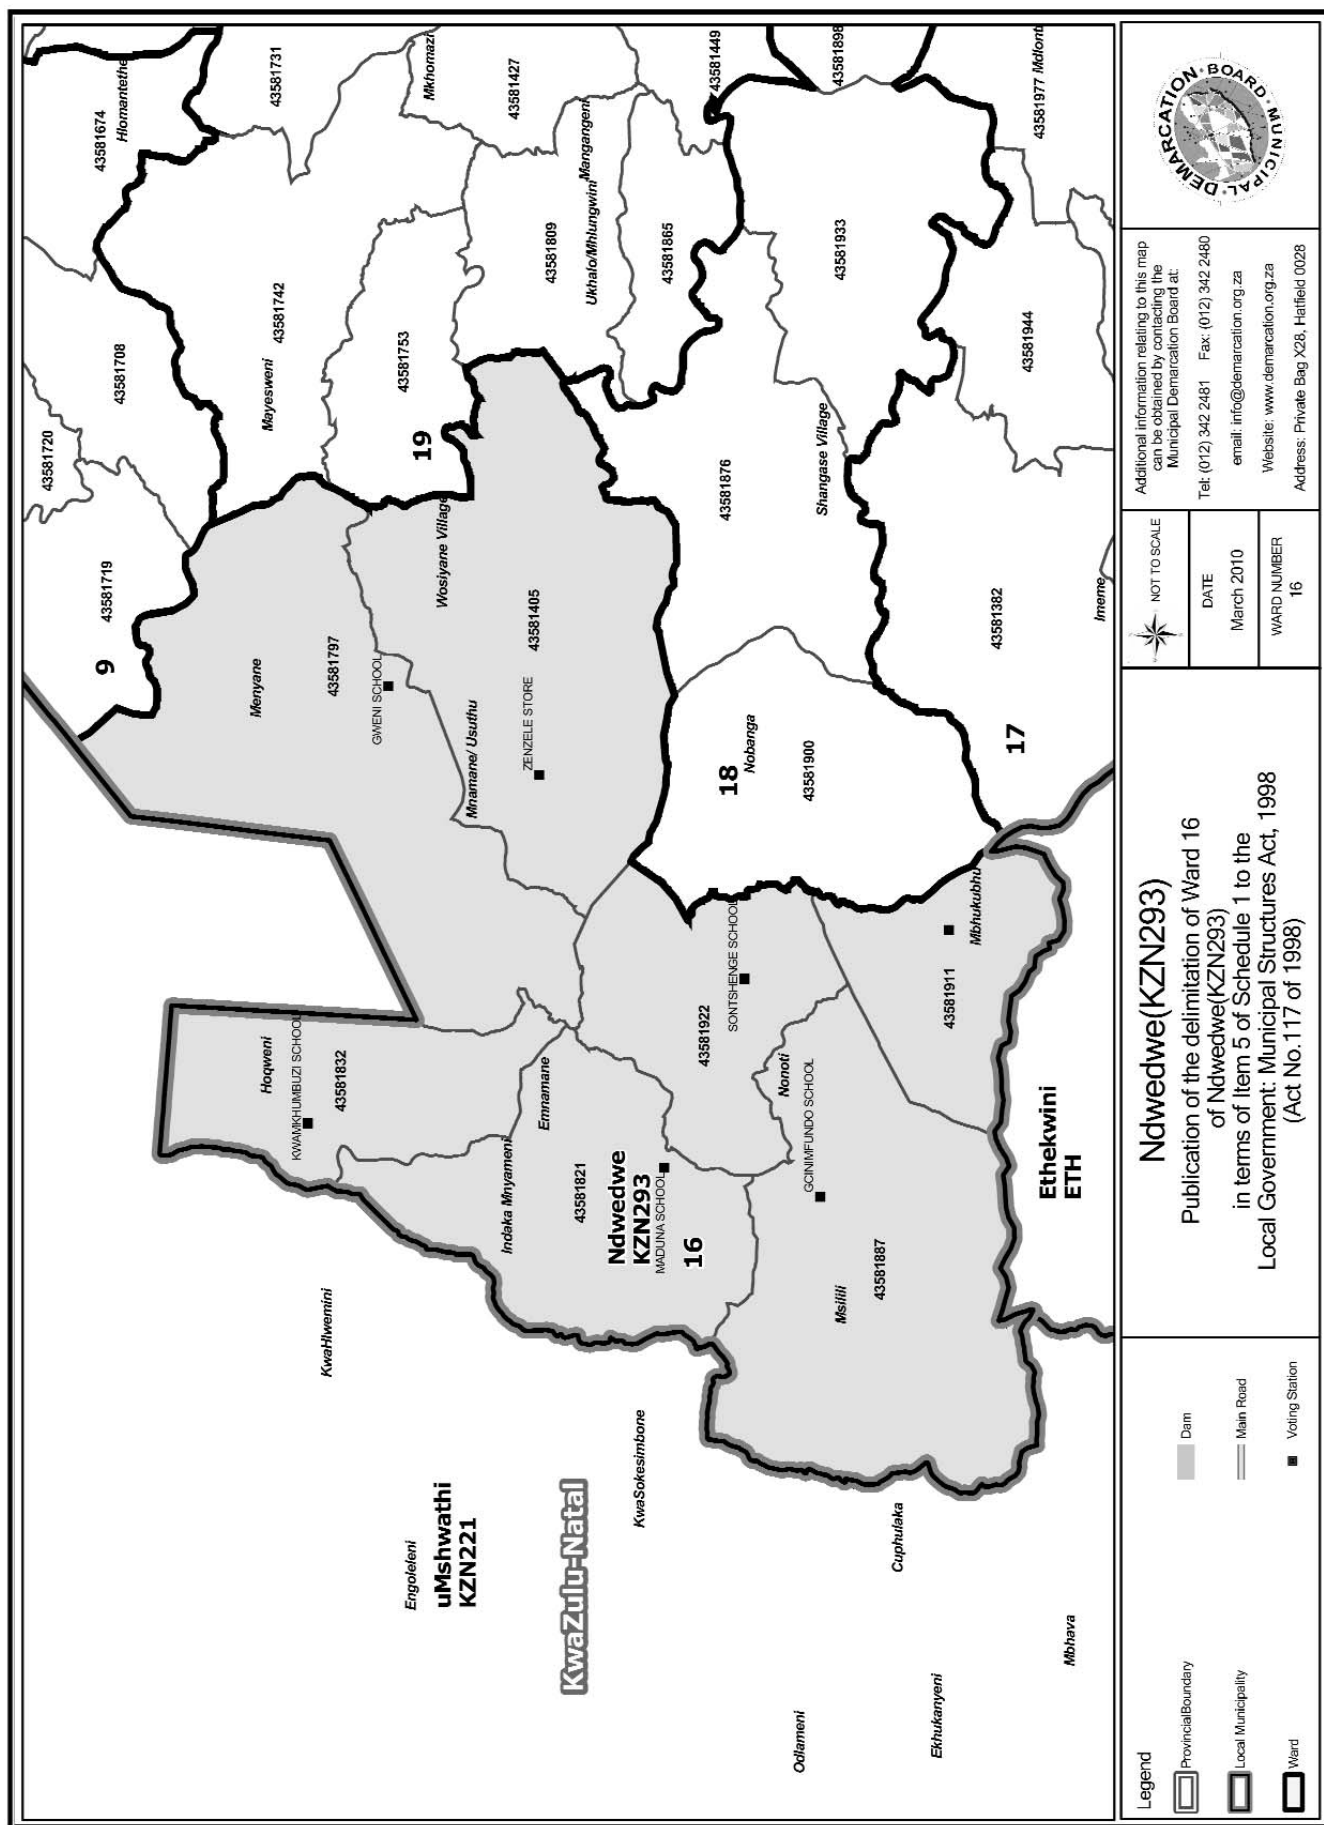 43581674
Hlomantethe
43581731
Mkhomazi
43581427
43581449
43581898
43581977
Mdloti
43581720
43581708
43581742
Mayesweni
43581753
19
43581809
Ukhalo/Mhlungwini
Mangangeni
43581865
43581933
43581944
43581719
9
Menyane
43581797
GWENI SCHOOL
Wosiyane Village
43581405
Mnamane/ Usuthu
ZENZELE STORE
43581876
Shangase Village
43581382
Imeme
18
Nobanga
43581900
17
Hoqweni
KWAMKHUMBUZI SCHOOL
43581832
Emnamane
Indaka Mnyameni
43581821
Ndwedwe
KZN293
MADUNA SCHOOL
16
43581922
SONTSHENGE SCHOOL
Nonoti
GCINIMFUNDO SCHOOL
Mbhukubhu
43581911
Msilili
43581887
Ethekwini
ETH
KwaHlwemini
KwaSokesimbone
Engoleleni
uMshwathi
KZN221
KwaZulu-Natal
Cuphulaka
Mbhava
Odlameni
Ekhukanyeni
Legend
ProvincialBoundary
Local Municipality
Ward
Dam
Main Road
Voting Station
Ndwedwe(KZN293)
Publication of the delimitation of Ward 16
of Ndwedwe(KZN293)
in terms of Item 5 of Schedule 1 to the
Local Government: Municipal Structures Act, 1998
(Act No.117 of 1998)
NOT TO SCALE
DATE
March 2010
WARD NUMBER
16
Additional information relating to this map
can be obtained by contacting the
Municipal Demarcation Board at:
Tel: (012) 342 2481 Fax: (012) 342 2480
email: info@demarcation.org.za
Website: www.demarcation.org.za
Address: Private Bag X28, Hatfield 0028
MUNICIPAL DEMARCATION BOARD